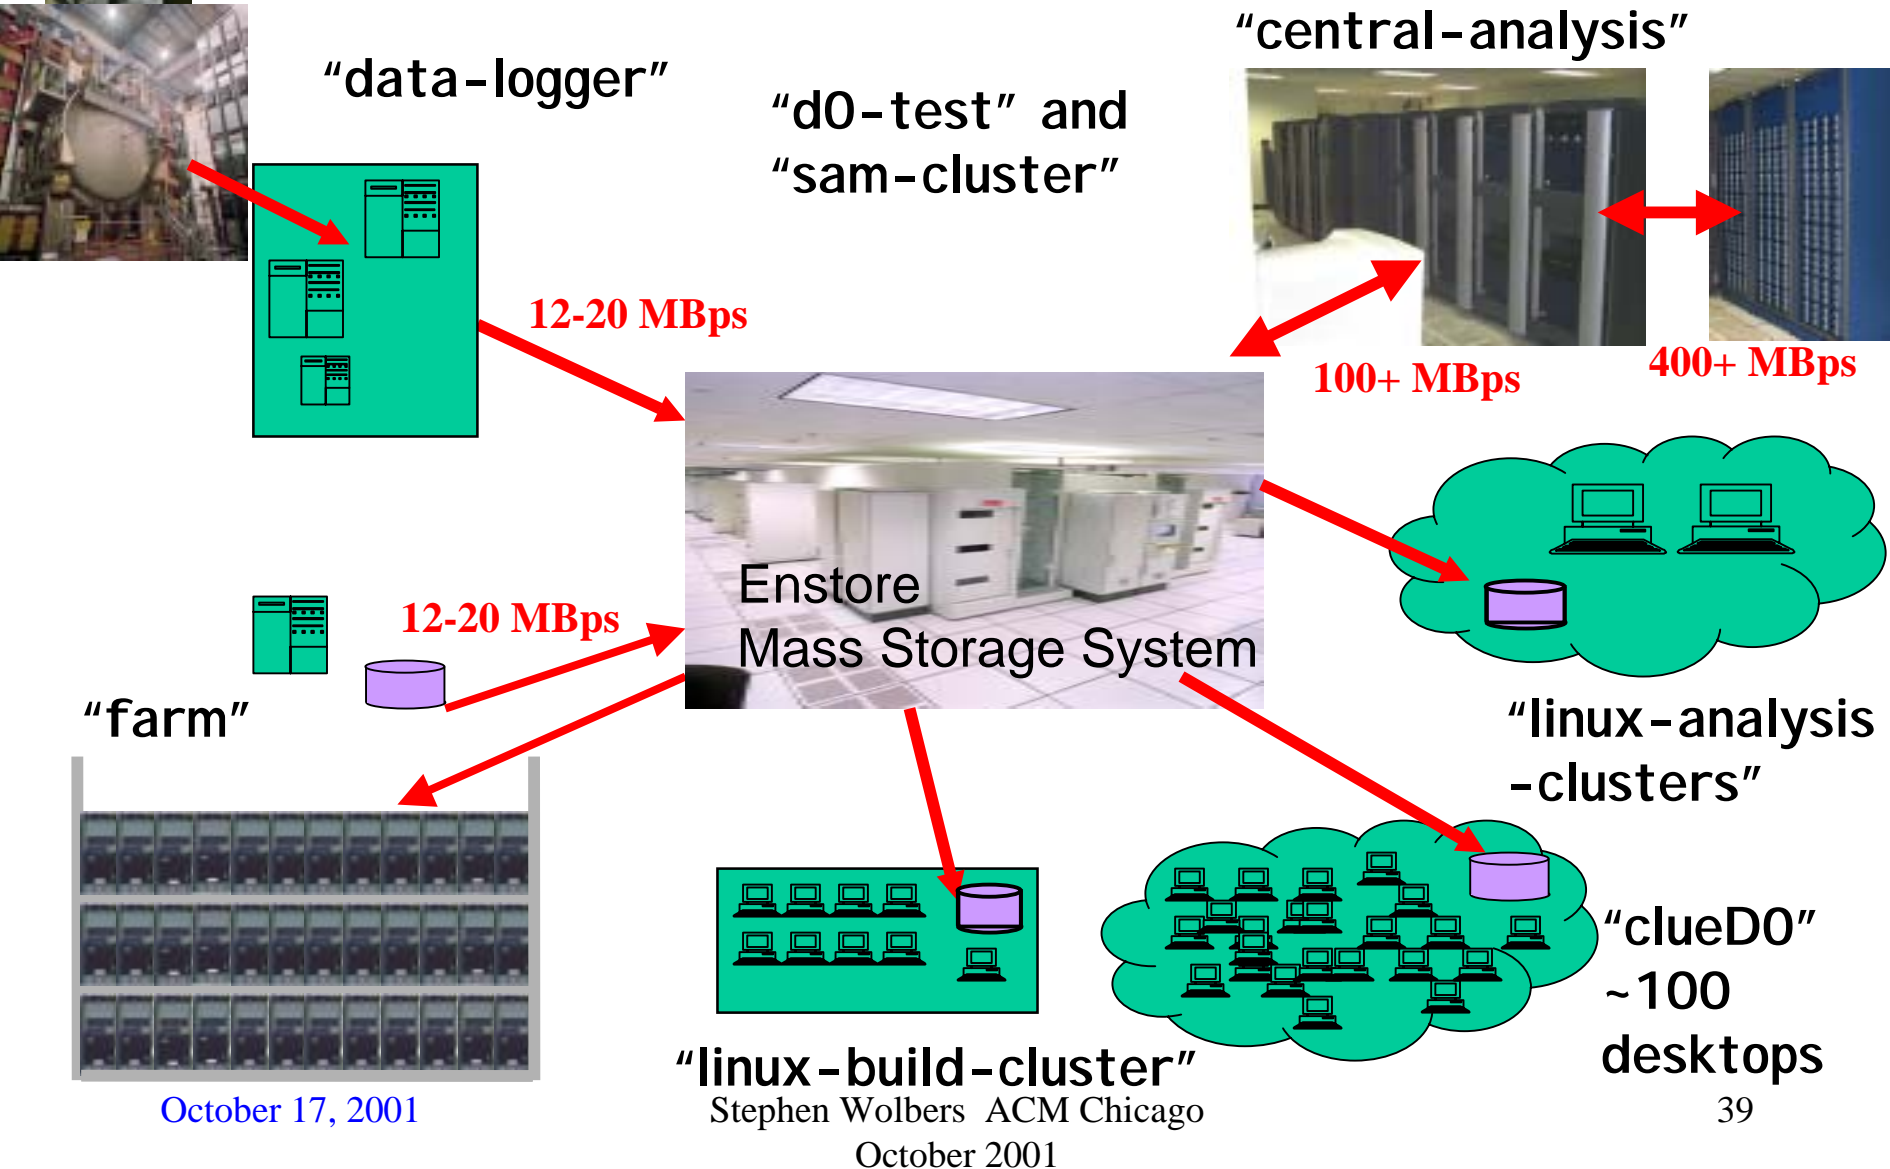 “central-analysis”
“data-logger”
“d0-test” and
“sam-cluster”
12-20 MBps
100+ MBps
400+ MBps
Enstore
Mass Storage System
12-20 MBps
“farm”
“linux-analysis
-clusters”
“clueD0”
~100
desktops
“linux-build-cluster”
October 17, 2001
Stephen Wolbers ACM Chicago
October 2001
39